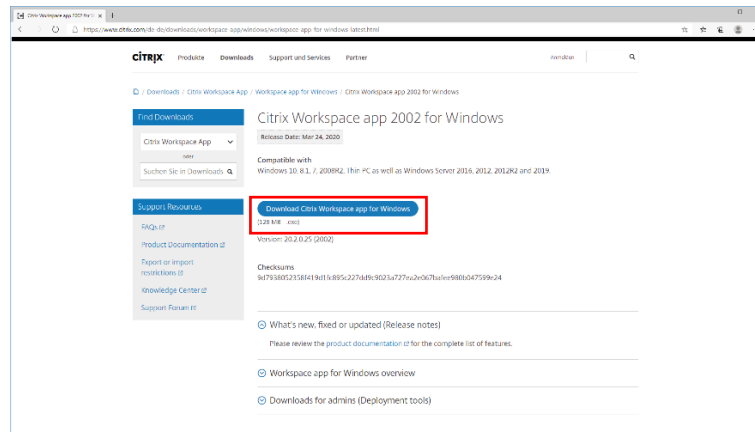 Citrix Workspace app 2002 for
https://www.citrix.com/de-de/downloads/workspace-app/windows/workspace-app-for-windows-latest.html
CITRIX Produkte Downloads Support und Services Partner Anmelden
/ Downloads / Citrix Workspace App / Workspace app for Windows / Citrix Workspace app 2002 for Windows
Find Downloads
Citrix Workspace App
oder
Suchen Sie in Downloads
Support Resources
FAQs
Product Documentation
Export or import
restrictions
Knowledge Center
Support Forum
Citrix Workspace app 2002 for Windows
Release Date: Mar 24, 2020
Compatible with
Windows 10, 8.1, 7, 2008R2, Thin PC as well as Windows Server 2016, 2012, 2012R2 and 2019.
Download Citrix Workspace app for Windows
(128 MB .exe)
Version: 20.2.0.25 (2002)
Checksums
What's new, fixed or updated (Release notes)
Please review the product documentation for the complete list of features.
Workspace app for Windows overview
Downloads for admins (Deployment tools)